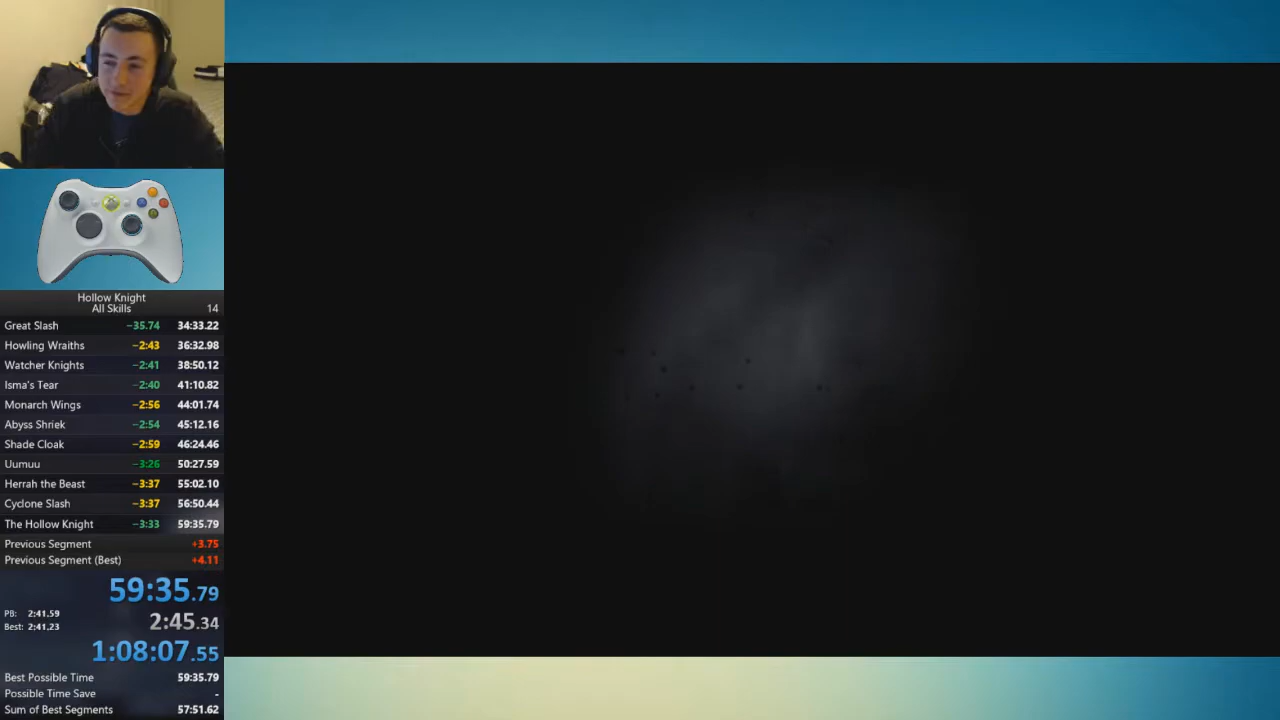 Hollow Knight
All Skills 14
Great Slash −35.74 34:33.22
Howling Wraiths −2:43 36:32.98
Watcher Knights −2:41 38:50.12
Isma's Tear −2:40 41:10.82
Monarch Wings −2:56 44:01.74
Abyss Shriek −2:54 45:12.16
Shade Cloak −2:59 46:24.46
Uumuu −3:26 50:27.59
Herrah the Beast −3:37 55:02.10
Cyclone Slash −3:37 56:50.44
The Hollow Knight −3:33 59:35.79
Previous Segment +3.75
Previous Segment (Best) +4.11
59:35.79
PB: 2:41.59
Best: 2:41.23
2:45.34
1:08:07.55
Best Possible Time 59:35.79
Possible Time Save -
Sum of Best Segments 57:51.62